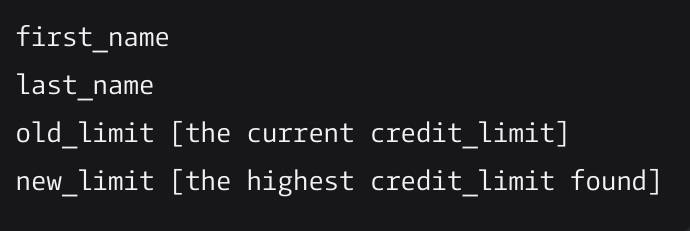 first_name
last_name
old_limit [the current credit_limit]
new_limit [the highest credit_limit found]